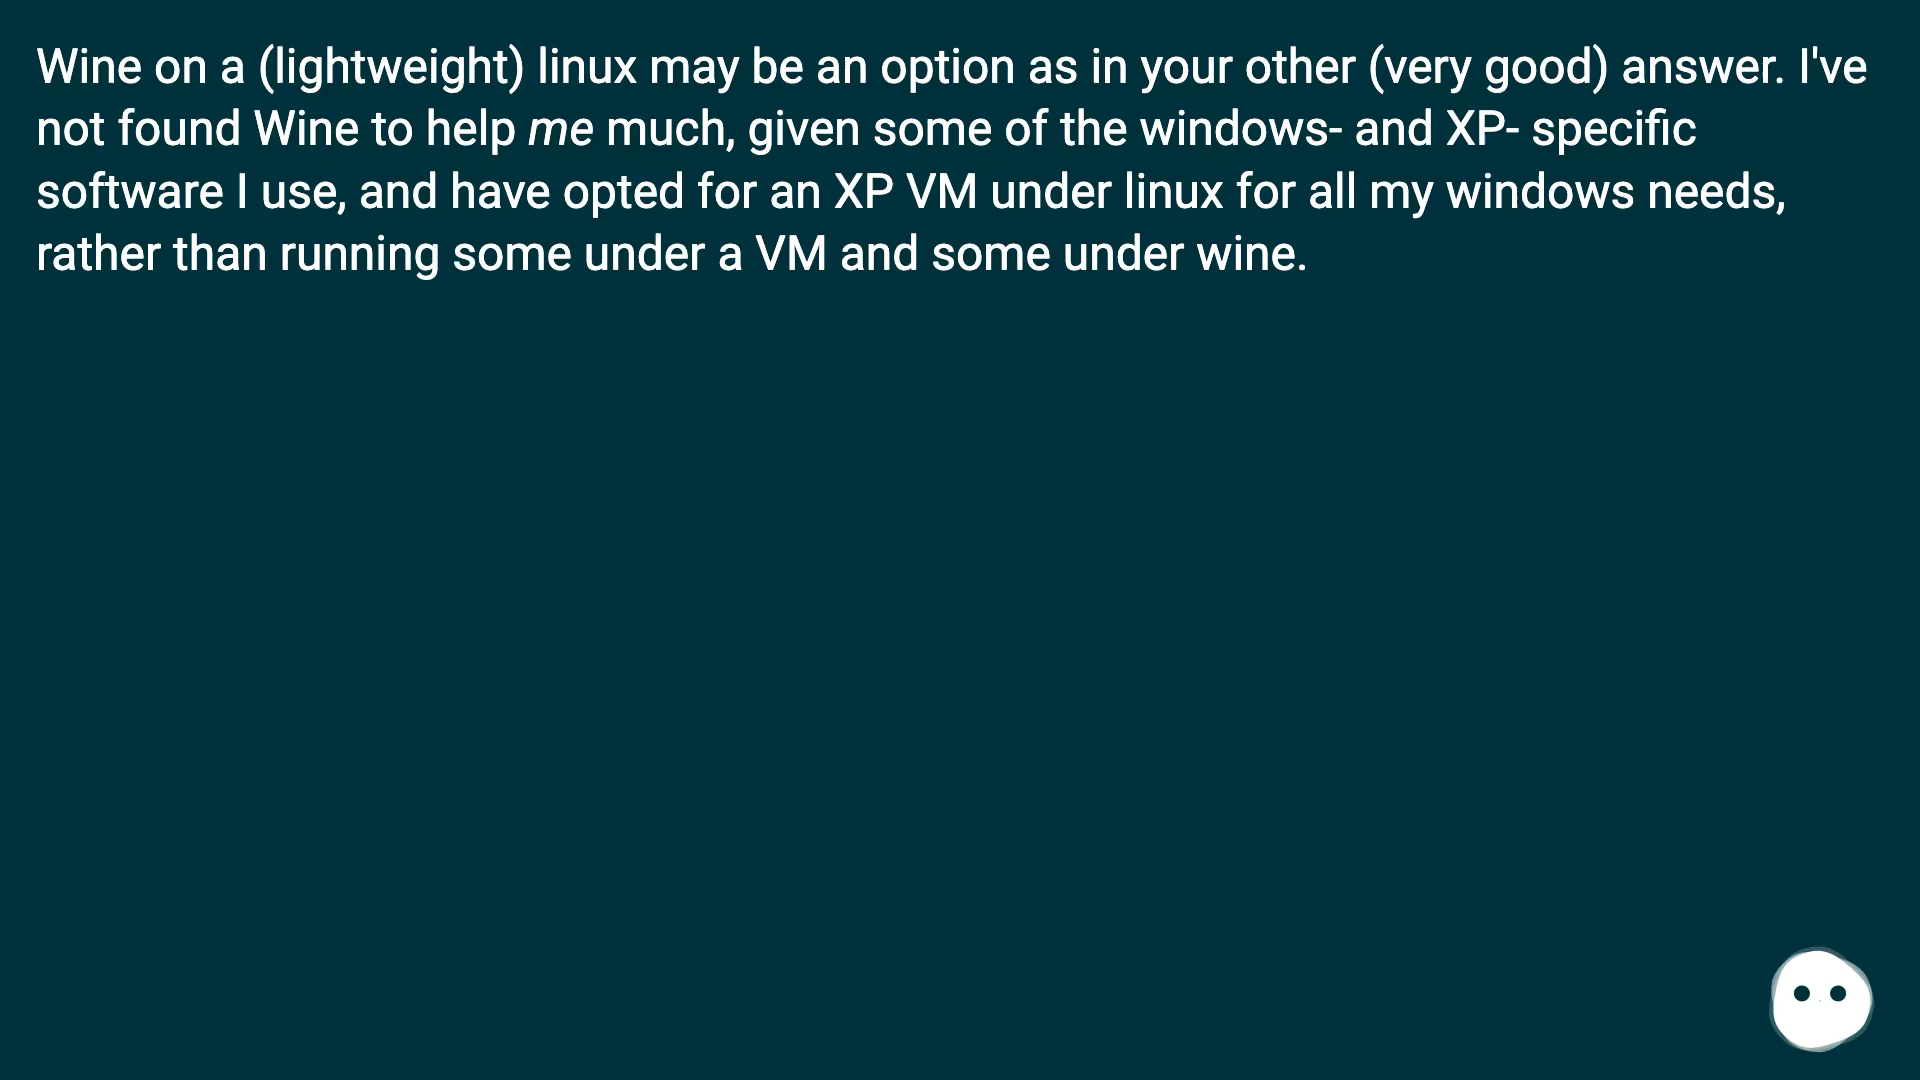 Wine on a (lightweight) linux may be an option as in your other (very good) answer. I've
not found Wine to help me much, given some of the windows- and XP- specific
software I use, and have opted for an XP VM under linux for all my windows needs,
rather than running some under a VM and some under wine.